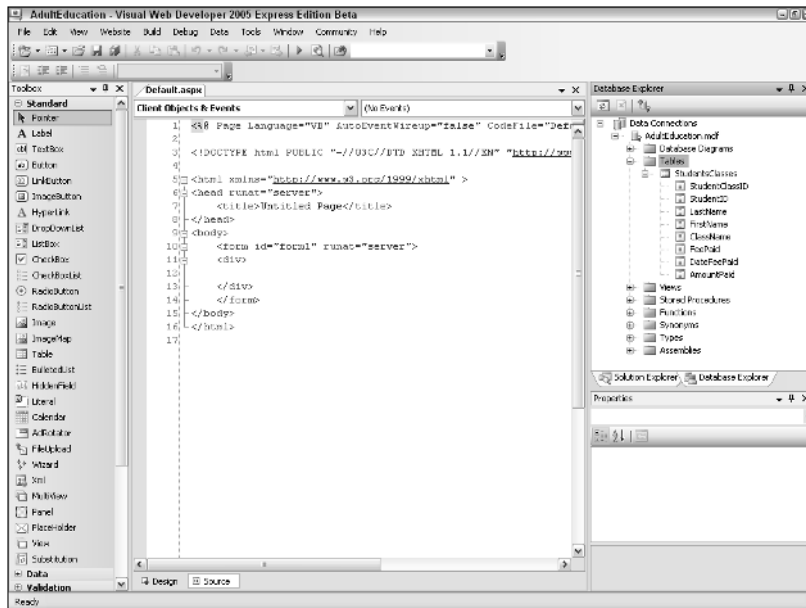 AdultEducation - Visual Web Developer 2005 Express Edition Beta
File Edit View Website Build Debug Data Tools Window Community Help
Toolbox
Standard
Pointer
A Label
abl TextBox
ab Button
LinkButton
ImageButton
A HyperLink
DropDownList
ListBox
CheckBox
CheckBoxList
RadioButton
RadioButtonList
Image
ImageMap
Table
BulletedList
HiddenField
Literal
Calendar
AdRotator
FileUpload
Wizard
Xml
MultiView
Panel
PlaceHolder
View
Substitution
Data
Validation
Default.aspx
Client Objects & Events
(No Events)
1 <%@ Page Language="VB" AutoEventWireup="false" CodeFile="Def
2
3 <!DOCTYPE html PUBLIC "-//W3C//DTD XHTML 1.1//EN" "http://ww
4
5 <html xmlns="http://www.w3.org/1999/xhtml" >
6 <head runat="server">
7 <title>Untitled Page</title>
8 </head>
9 <body>
10 <form id="form1" runat="server">
11 <div>
12
13 </div>
14 </form>
15 </body>
16 </html>
17
Design Source
Database Explorer
Data Connections
AdultEducation.mdf
Database Diagrams
Tables
StudentsClasses
StudentClassID
StudentID
LastName
FirstName
ClassName
FeePaid
DateFeePaid
AmountPaid
Views
Stored Procedures
Functions
Synonyms
Types
Assemblies
Solution Explorer Database Explorer
Properties
Ready